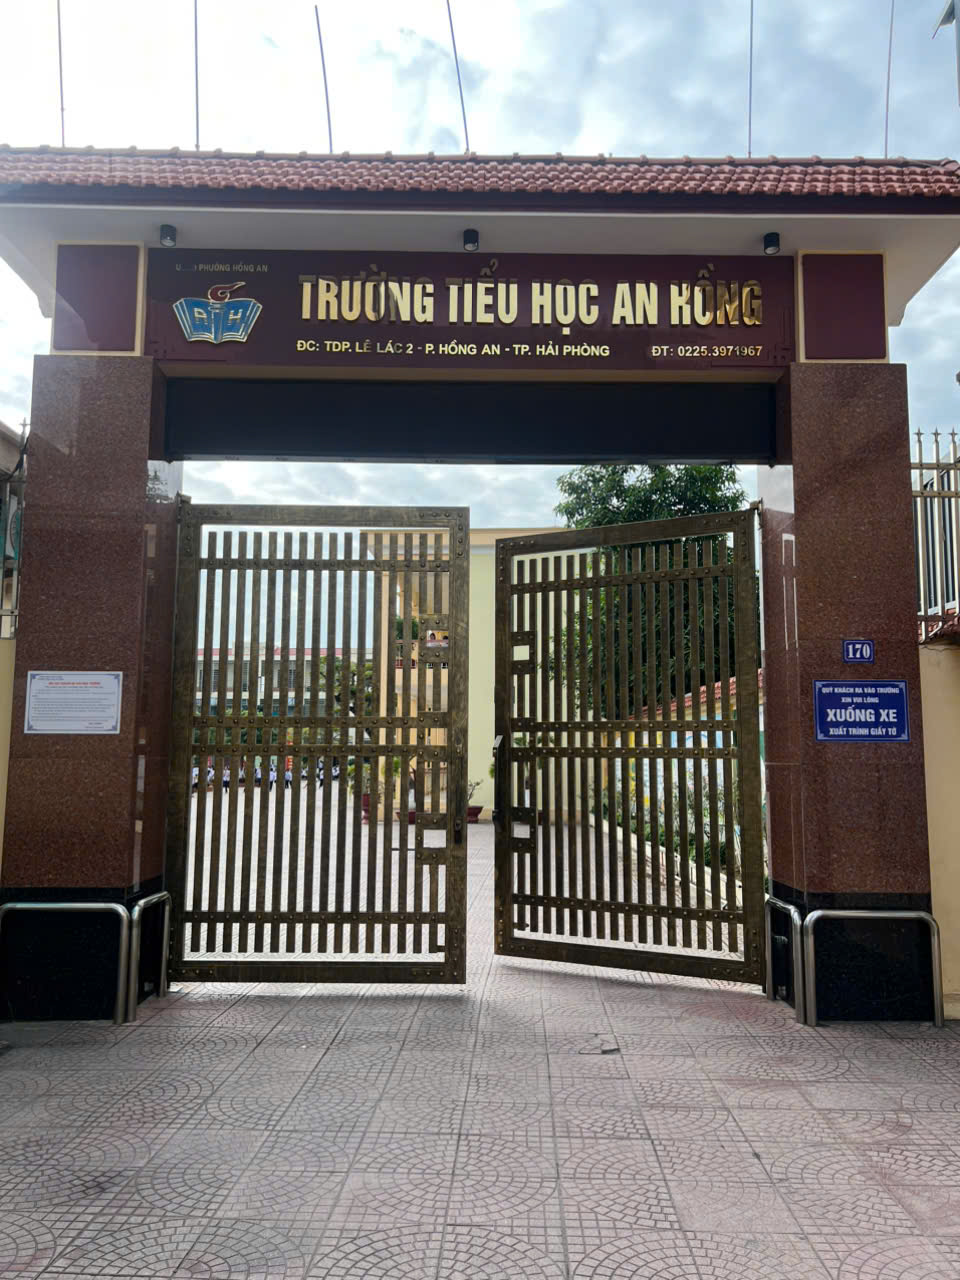 PHƯỜNG HỒNG AN
TRƯỜNG TIỂU HỌC AN HỒNG
ĐC: TDP. LÊ LÁC 2 - P. HỒNG AN - TP. HẢI PHÒNG
ĐT: 0225.3971967
170
QUÝ KHÁCH RA VÀO TRƯỜNG
XIN VUI LÒNG
XUỐNG XE
XUẤT TRÌNH GIẤY TỜ